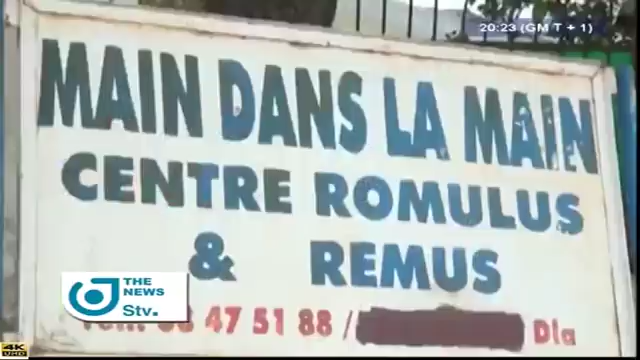 20:23 (GMT + 1)
MAIN DANS LA MAIN
CENTRE ROMULUS
& REMUS
47 51 88 / Dla
THE NEWS
Stv.
4K
UHD